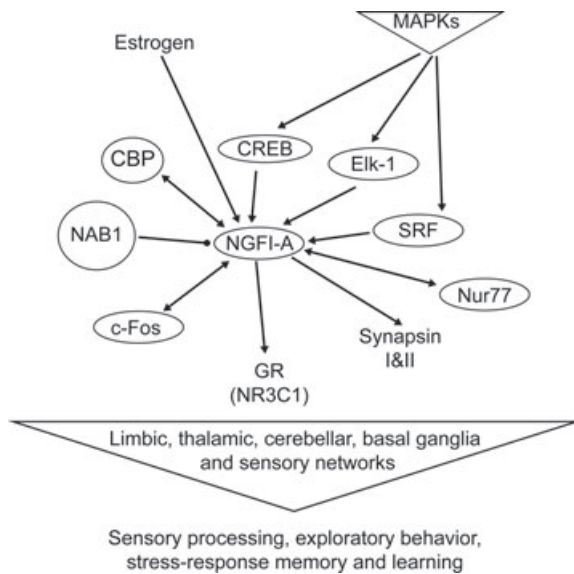 MAPKs
Estrogen
CREB
CBP
Elk-1
NAB1
NGFI-A
SRF
Nur77
c-Fos
Synapsin
I&II
GR
(NR3C1)
Limbic, thalamic, cerebellar, basal ganglia
and sensory networks
Sensory processing, exploratory behavior,
stress-response memory and learning